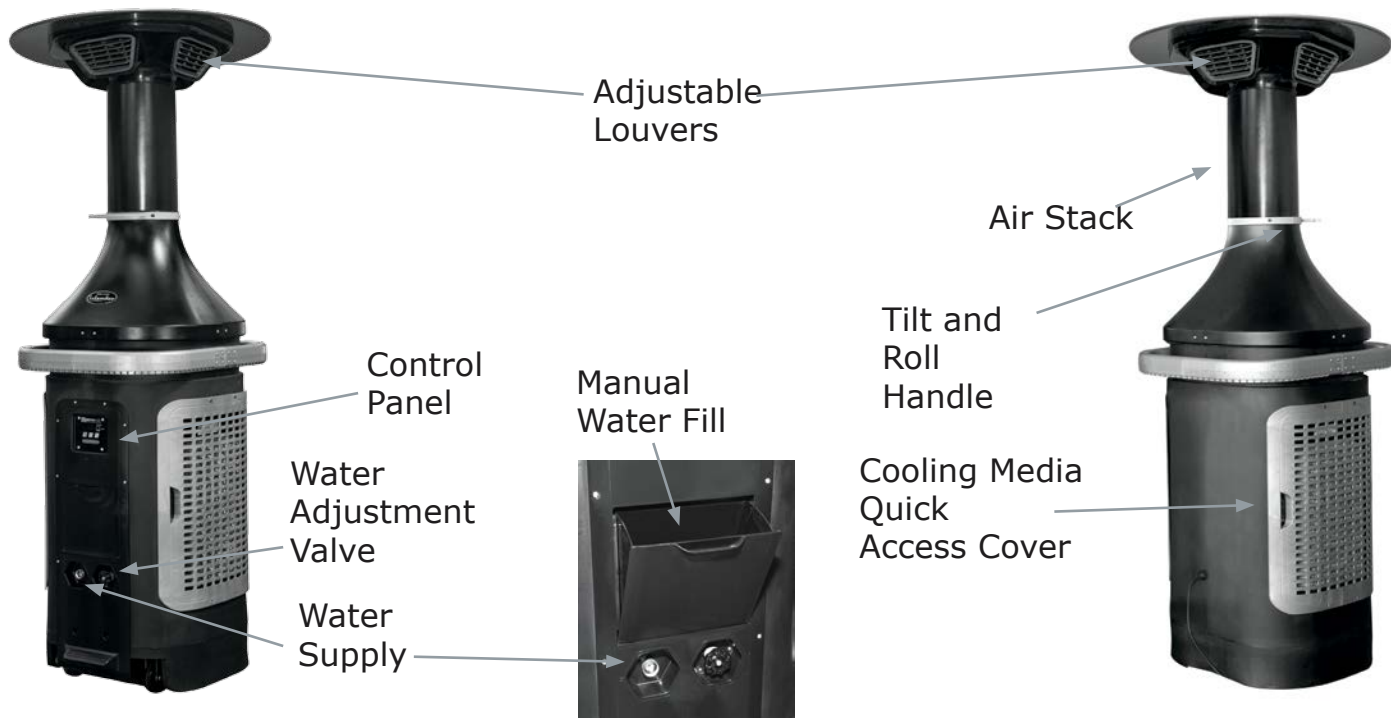 Adjustable
Louvers
Air Stack
Tilt and
Roll
Handle
Control
Panel
Manual
Water Fill
Water
Adjustment
Valve
Cooling Media
Quick
Access Cover
Water
Supply